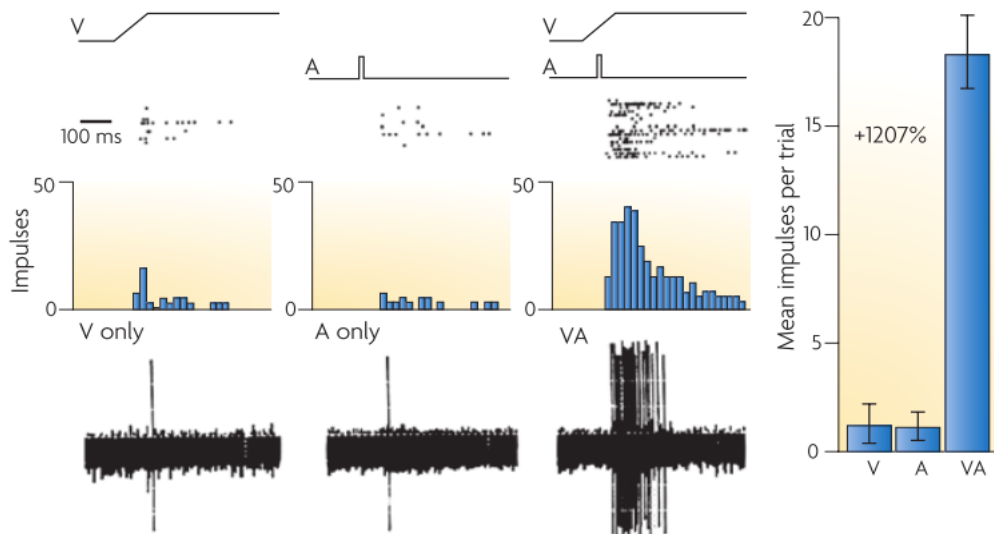 V
A
V
A
100 ms
Impulses
50
0
50
0
50
0
V only
A only
VA
Mean impulses per trial
20
15
10
5
0
+1207%
V
A
VA